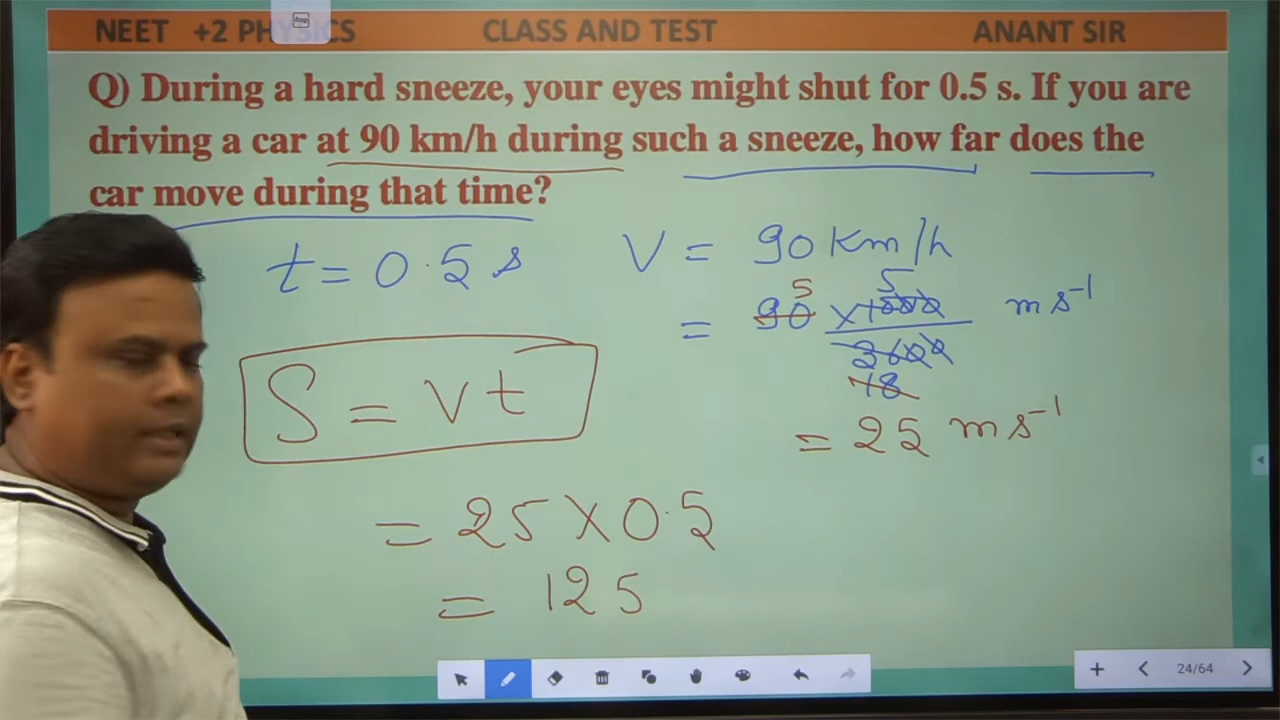 NEET +2 PHYSICS CLASS AND TEST ANANT SIR
Q) During a hard sneeze, your eyes might shut for 0.5 s. If you are
driving a car at 90 km/h during such a sneeze, how far does the
car move during that time?
t = 0.5 s
V = 90 km/h
= 90 5 × 1000 5 / 3600 18 ms⁻¹
= 25 ms⁻¹
S = vt
= 25 × 0.5
= 125
24/64